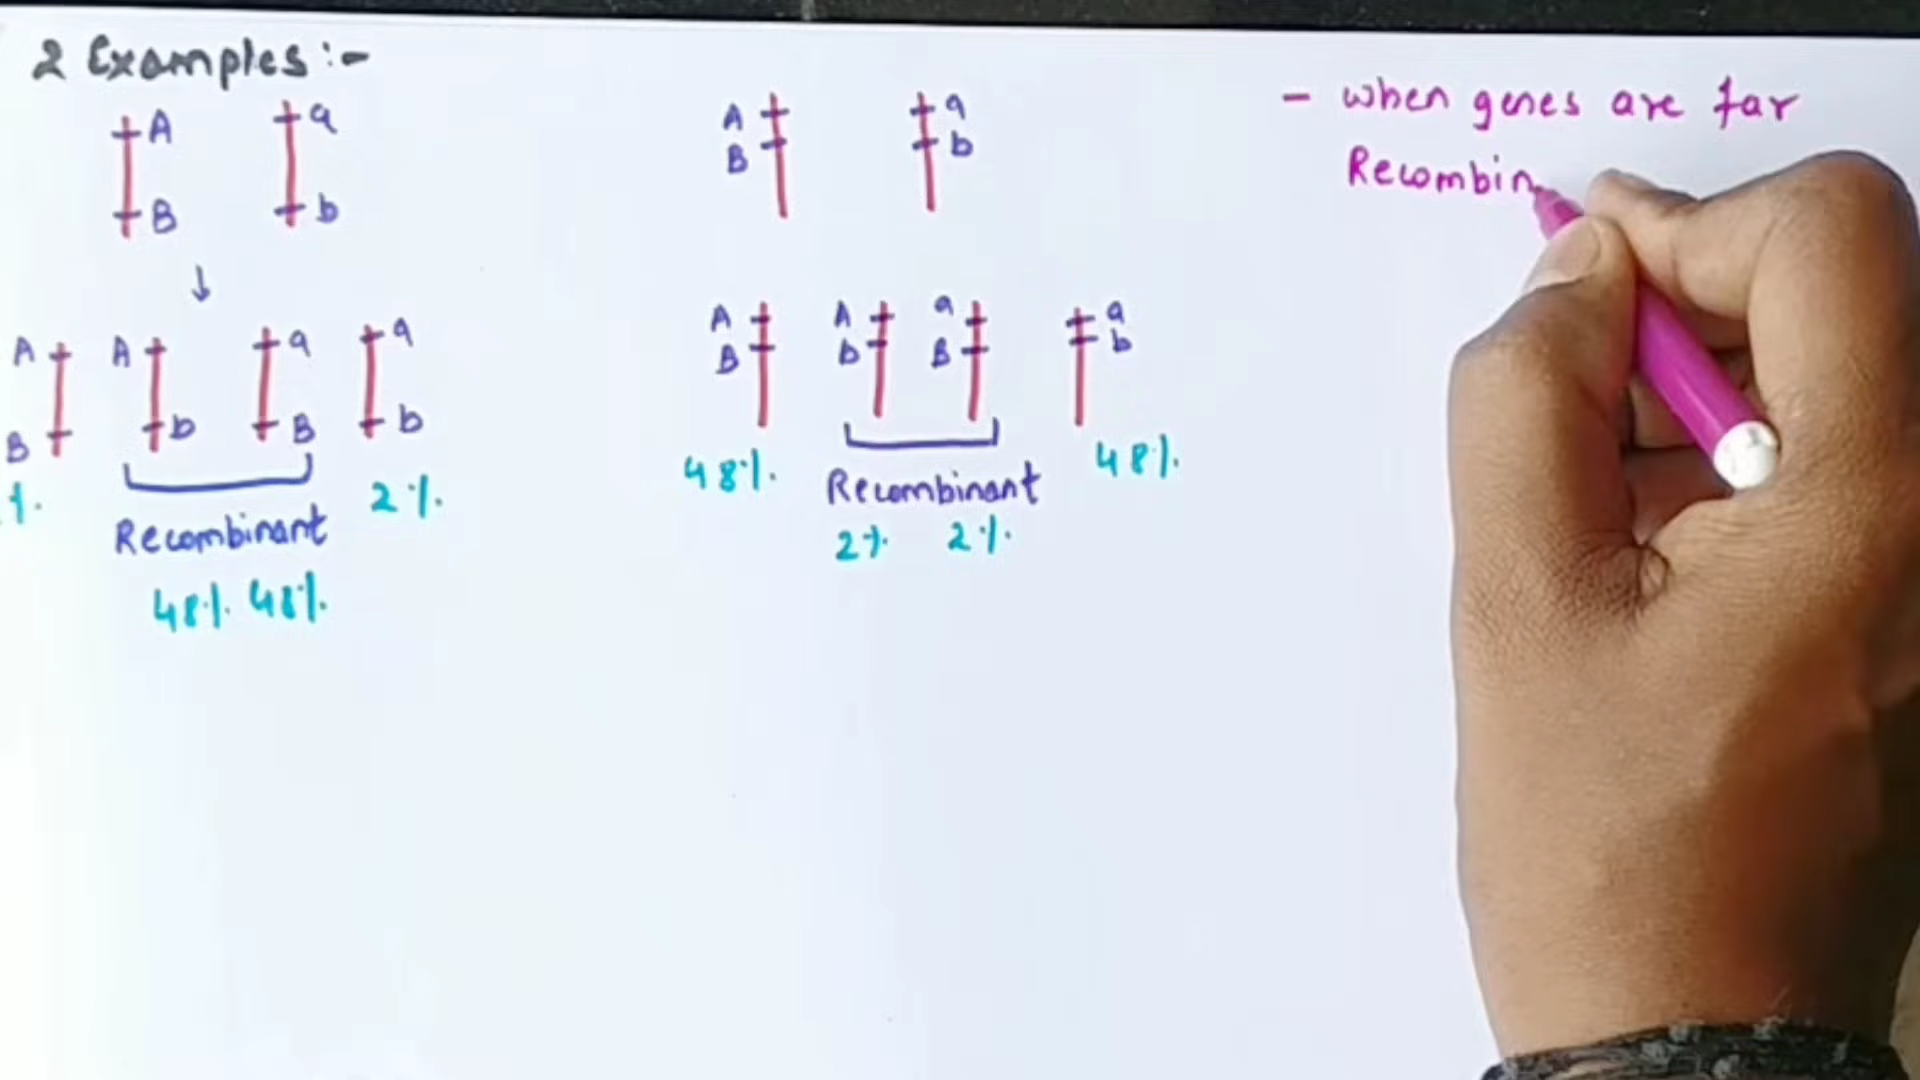 2 Examples:-
A a
B b
↓
A A a a
B b B b
Recombinant
2%.
48%. 48%.
A a
B b
A A a a
B b B b
48%. 48%.
Recombinant
2%. 2%.
- when genes are far
Recombin